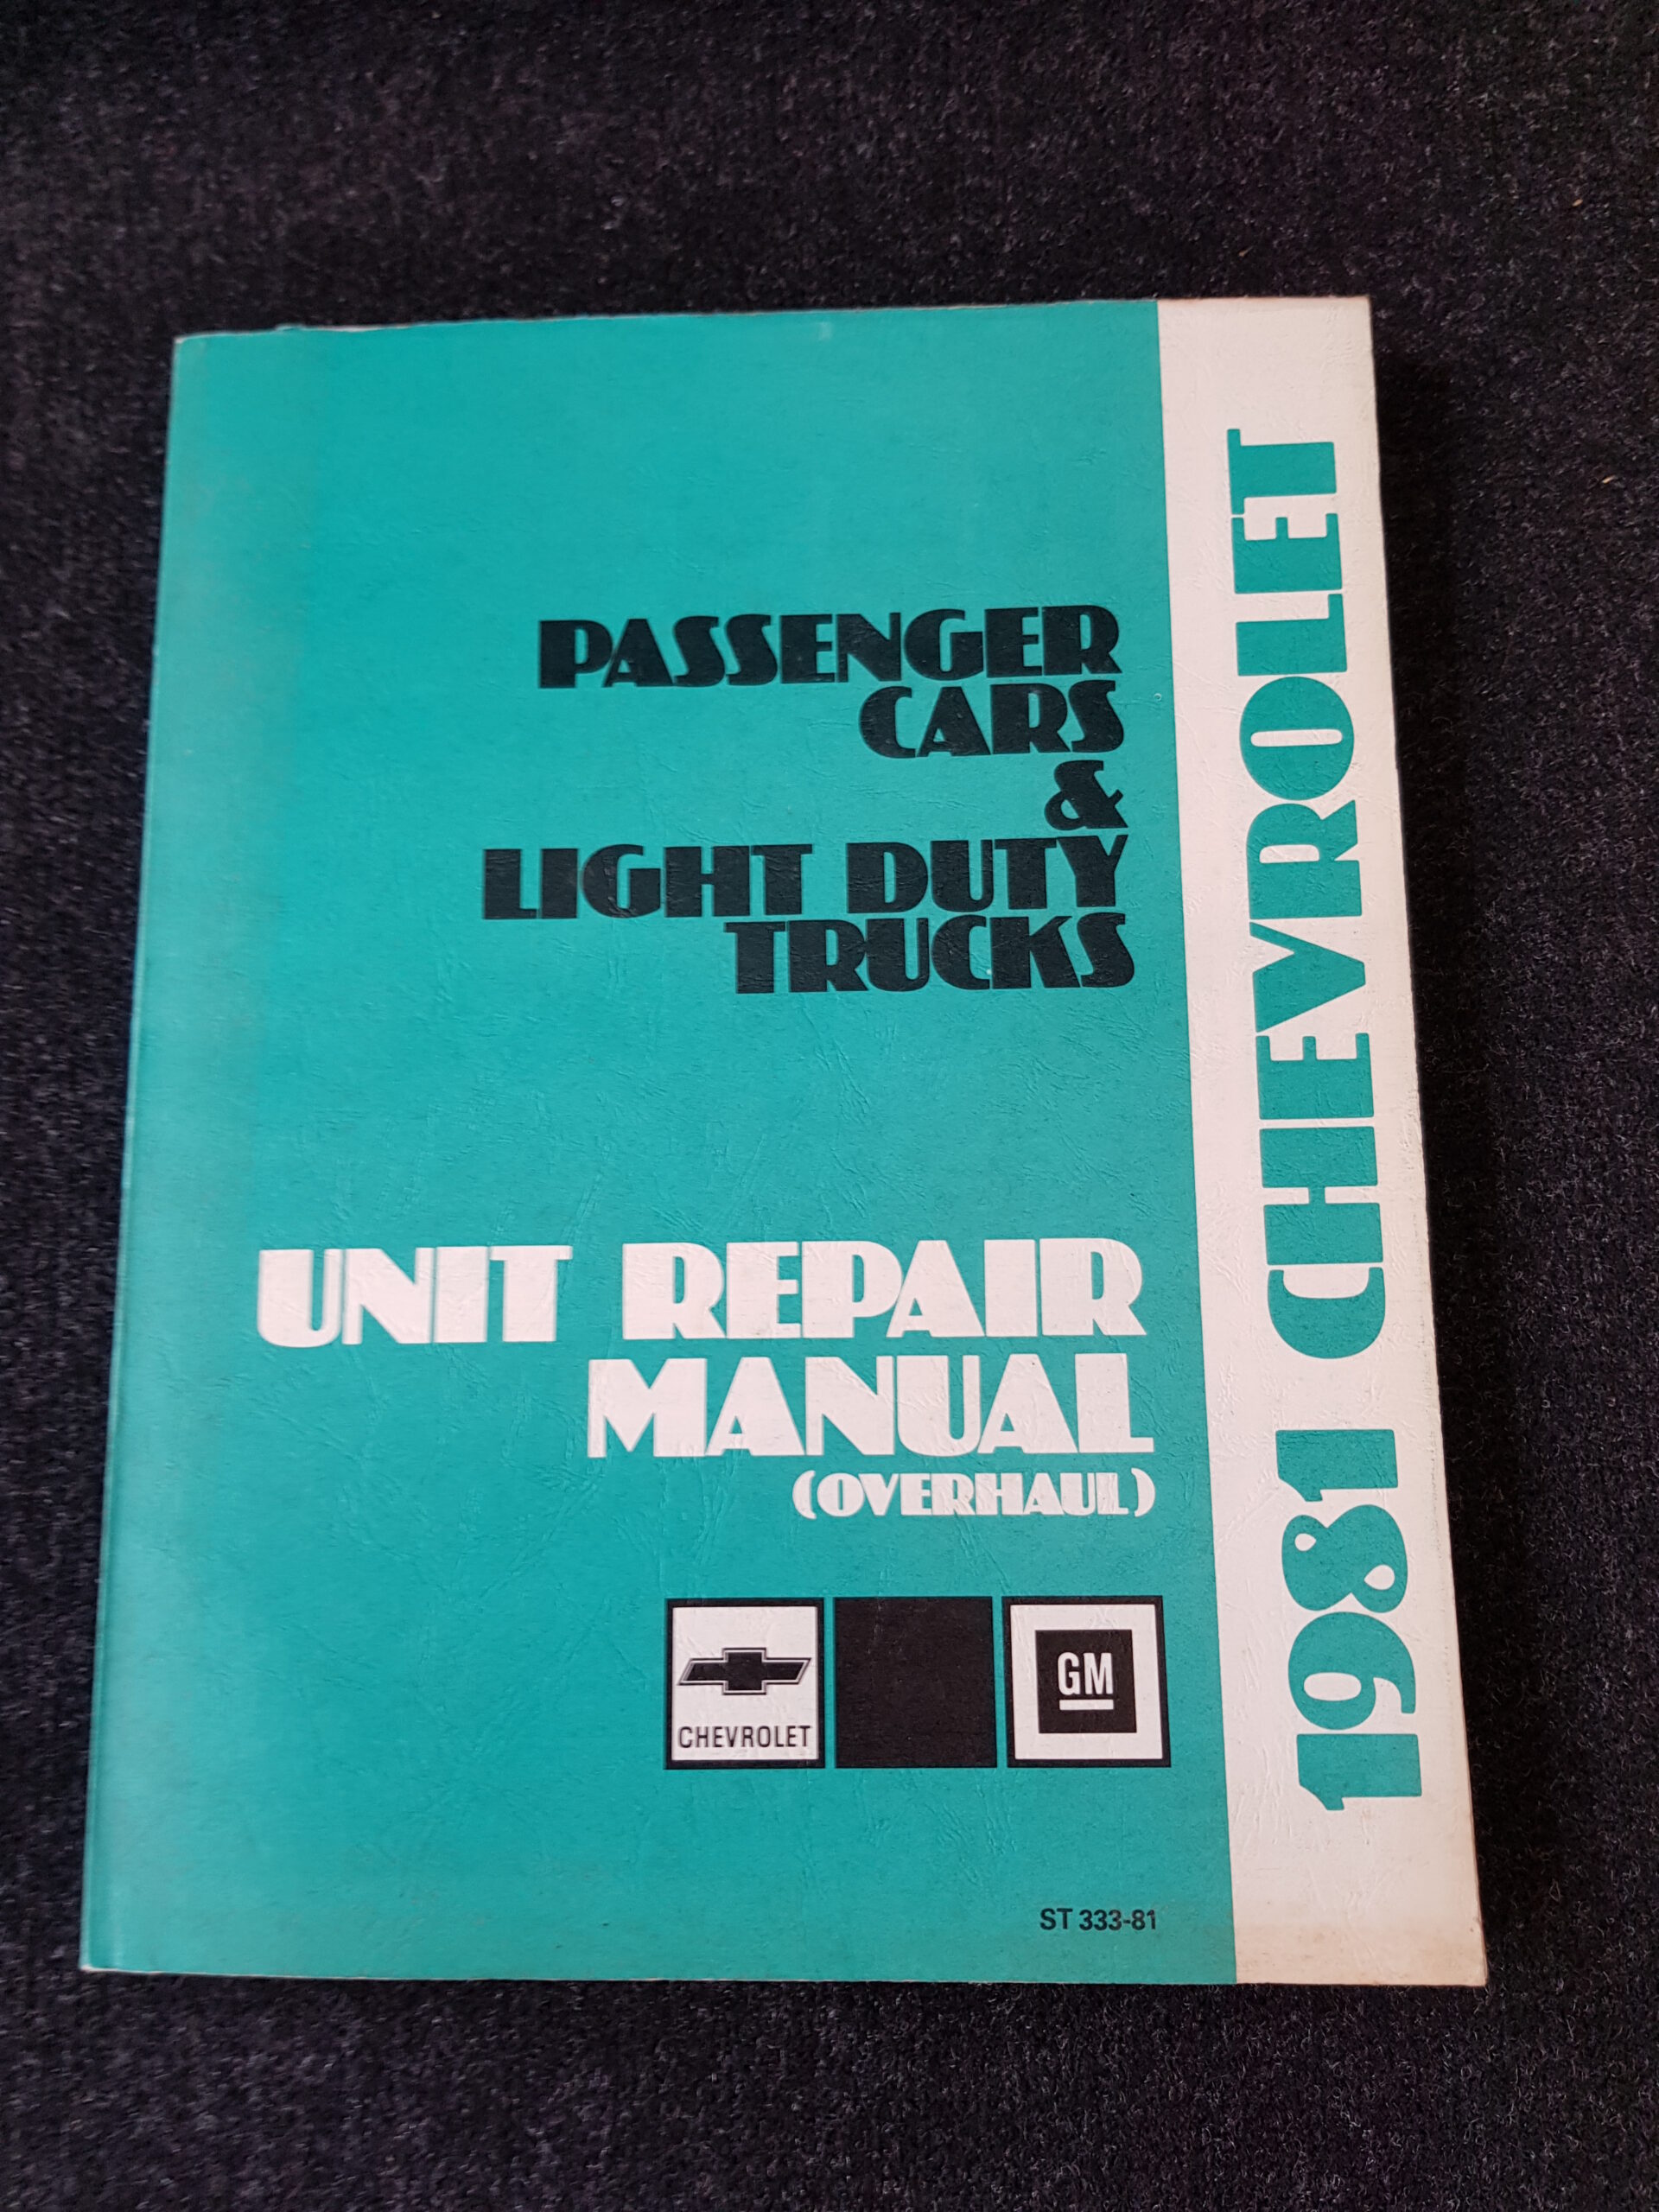 PASSENGER
CARS
&
LIGHT DUTY
TRUCKS
UNIT REPAIR
MANUAL
(OVERHAUL)
CHEVROLET
GM
ST 333-81
1981 CHEVROLET